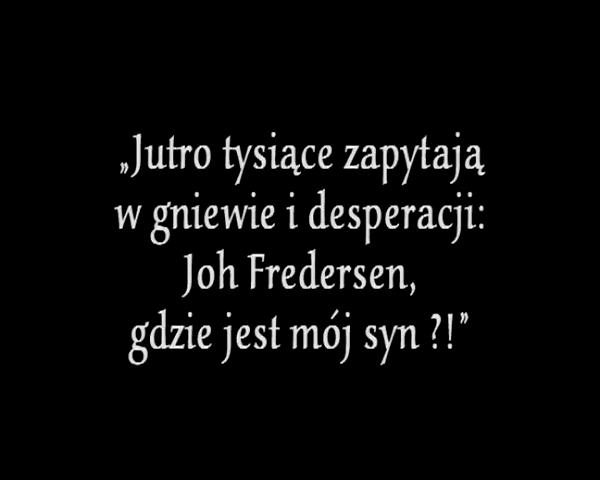 „Jutro tysiące zapytają
w gniewie i desperacji:
Joh Fredersen,
gdzie jest mój syn ?!”